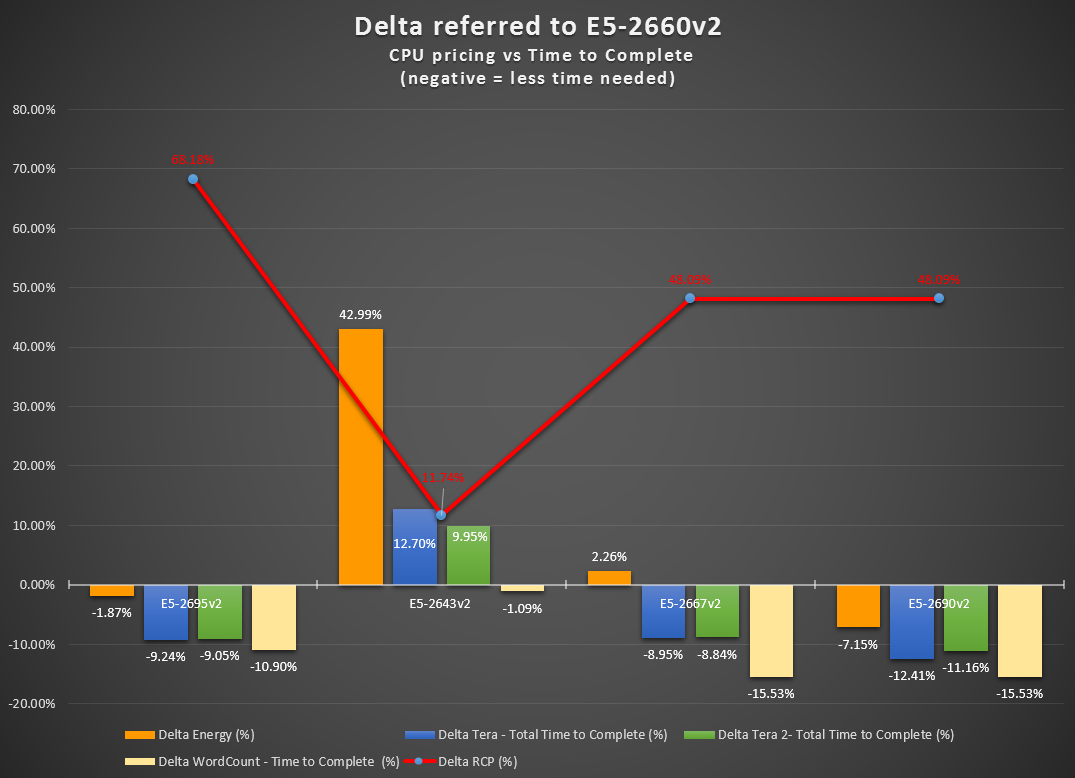 Delta referred to E5-2660v2
CPU pricing vs Time to Complete
(negative = less time needed)
80.00%
70.00%
60.00%
50.00%
40.00%
30.00%
20.00%
10.00%
0.00%
-10.00%
-20.00%
68.18%
42.99%
12.70%
9.95%
2.26%
-1.87%
E5-2695v2
E5-2643v2
-1.09%
E5-2667v2
E5-2690v2
-9.24%
-9.05%
-10.90%
-8.95%
-8.84%
-15.53%
-7.15%
-12.41%
-11.16%
-15.53%
Delta Energy (%)
Delta Tera - Total Time to Complete (%)
Delta Tera 2- Total Time to Complete (%)
Delta WordCount - Time to Complete (%)
Delta RCP (%)